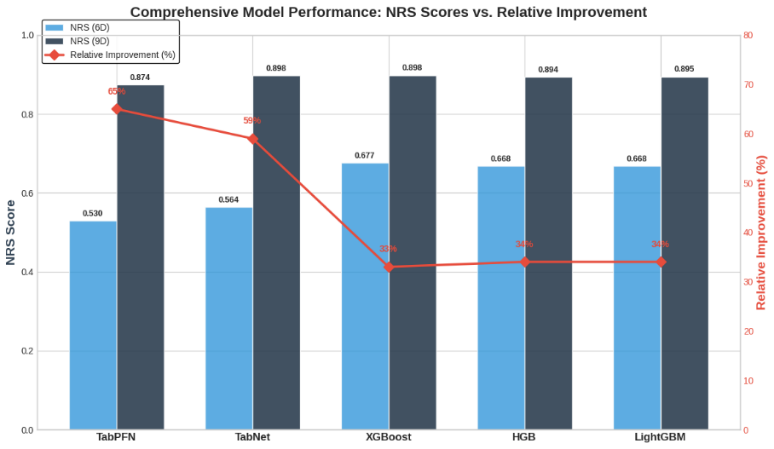 Comprehensive Model Performance: NRS Scores vs. Relative Improvement
NRS (6D)
NRS (9D)
Relative Improvement (%)
1.0
0.8
0.6
0.4
0.2
0.0
NRS Score
80
70
60
50
40
30
20
10
0
Relative Improvement (%)
0.530
0.874
65%
0.564
0.898
59%
0.677
0.898
33%
0.668
0.894
34%
0.668
0.895
34%
TabPFN
TabNet
XGBoost
HGB
LightGBM